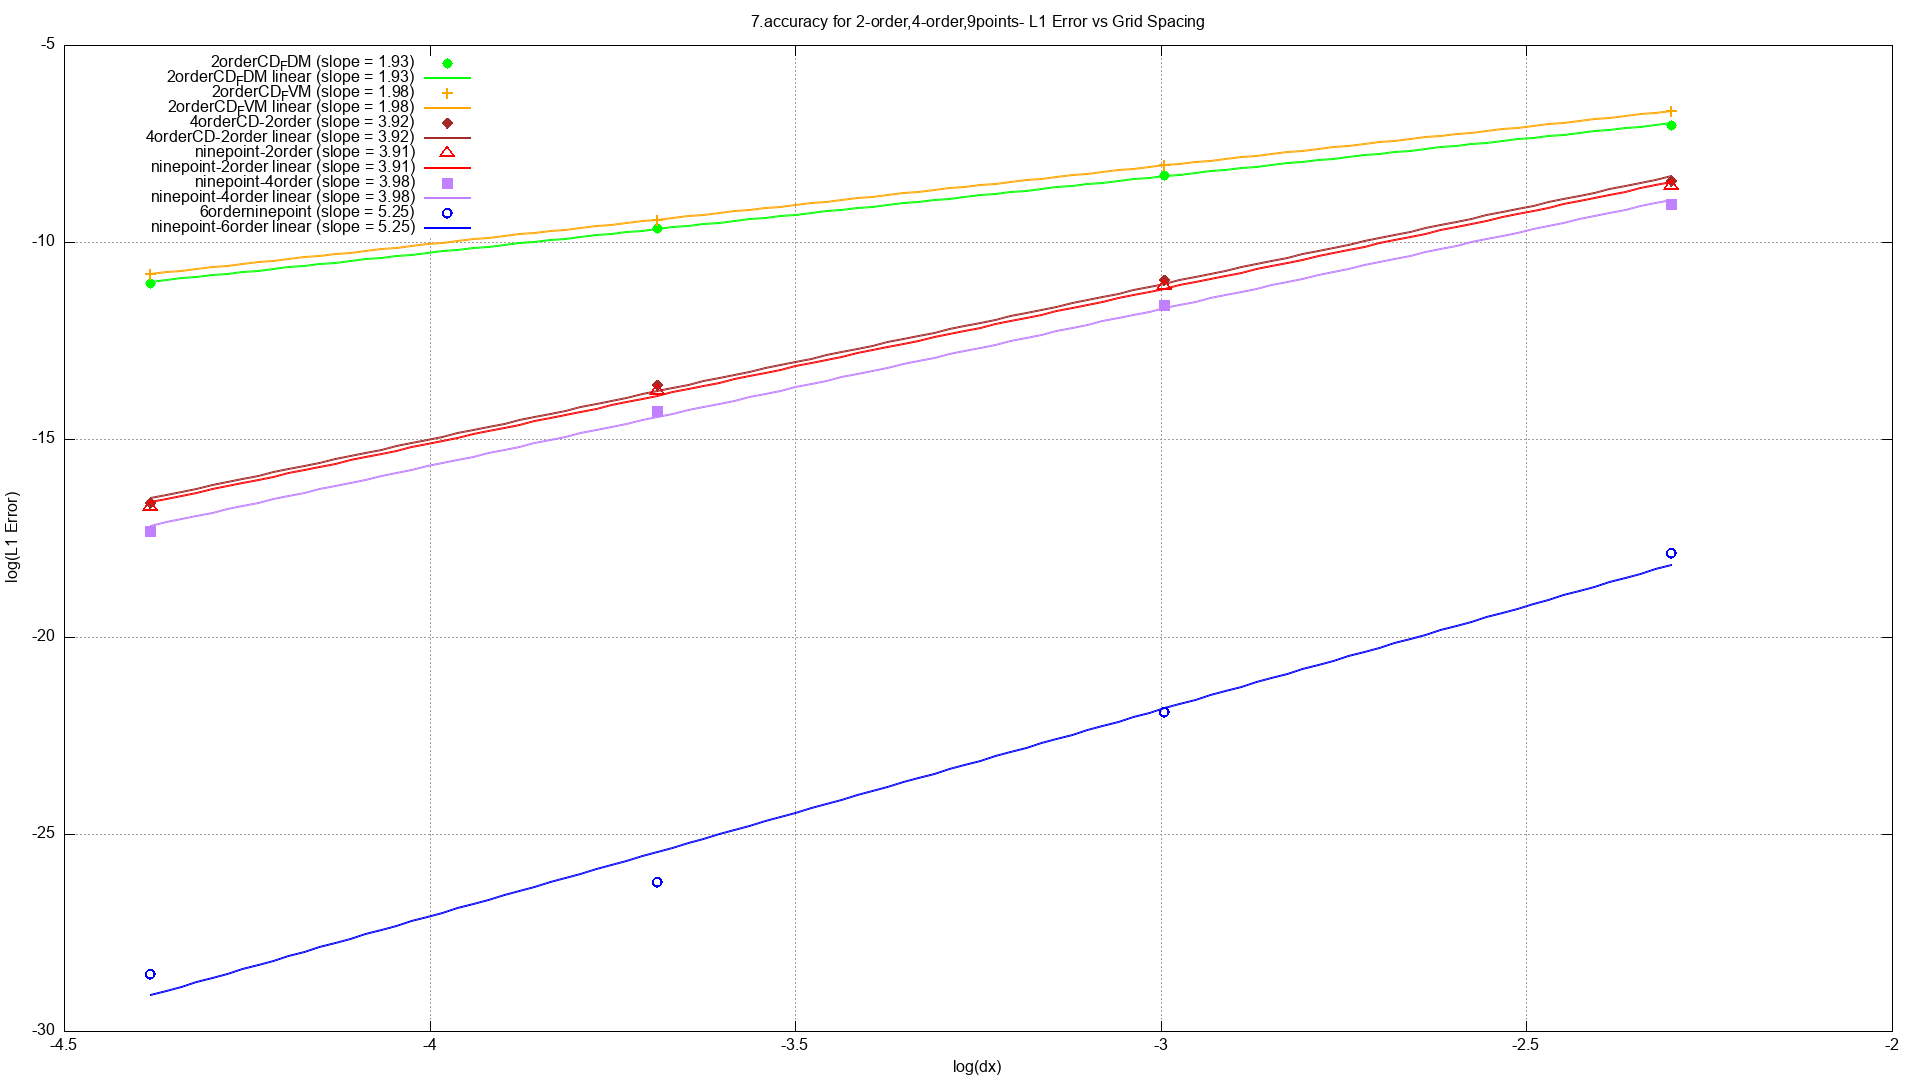 7.accuracy for 2-order,4-order,9points- L1 Error vs Grid Spacing
-5
2orderCD_FDM (slope = 1.93)
2orderCD_FDM linear (slope = 1.93)
2orderCD_FVM (slope = 1.98)
2orderCD_FVM linear (slope = 1.98)
4orderCD-2order (slope = 3.92)
4orderCD-2order linear (slope = 3.92)
ninepoint-2order (slope = 3.91)
ninepoint-2order linear (slope = 3.91)
ninepoint-4order (slope = 3.98)
ninepoint-4order linear (slope = 3.98)
6orderninepoint (slope = 5.25)
ninepoint-6order linear (slope = 5.25)
-10
-15
log(L1 Error)
-20
-25
-30
-4.5 -4 -3.5 -3 -2.5 -2
log(dx)